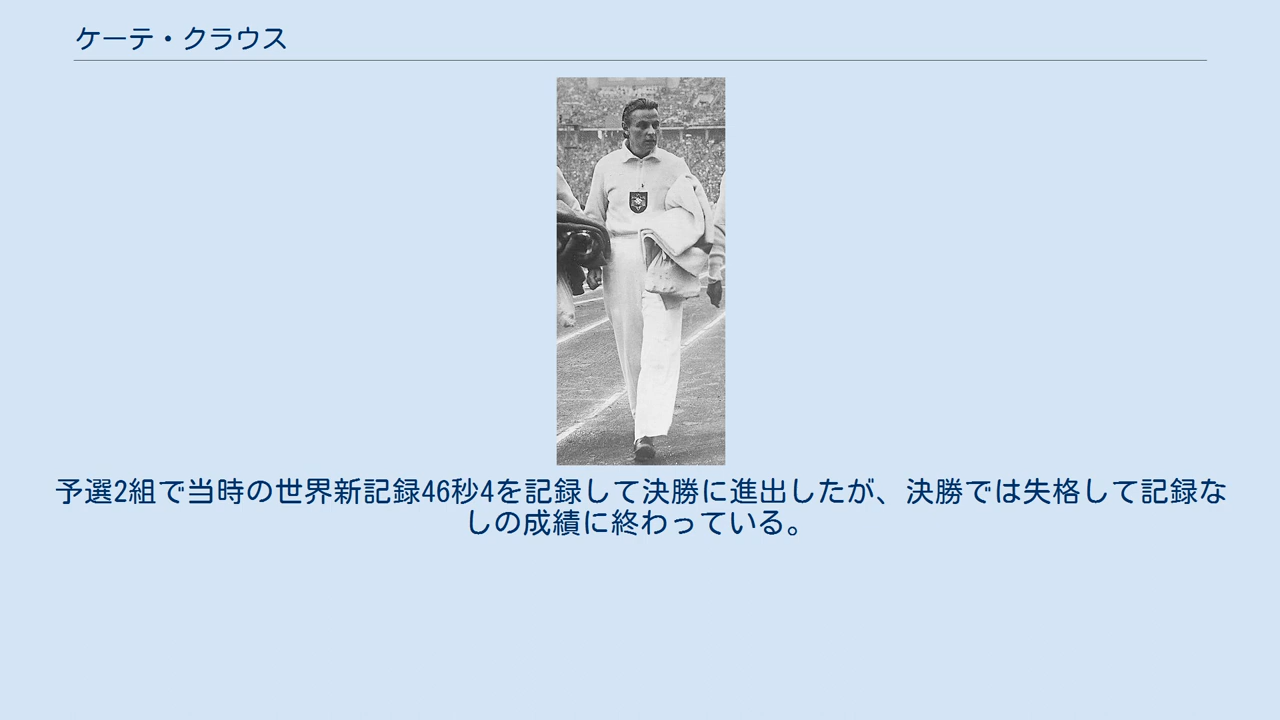 ケーテ・クラウス
予選2組で当時の世界新記録46秒4を記録して決勝に進出したが、決勝では失格して記録な
しの成績に終わっている。